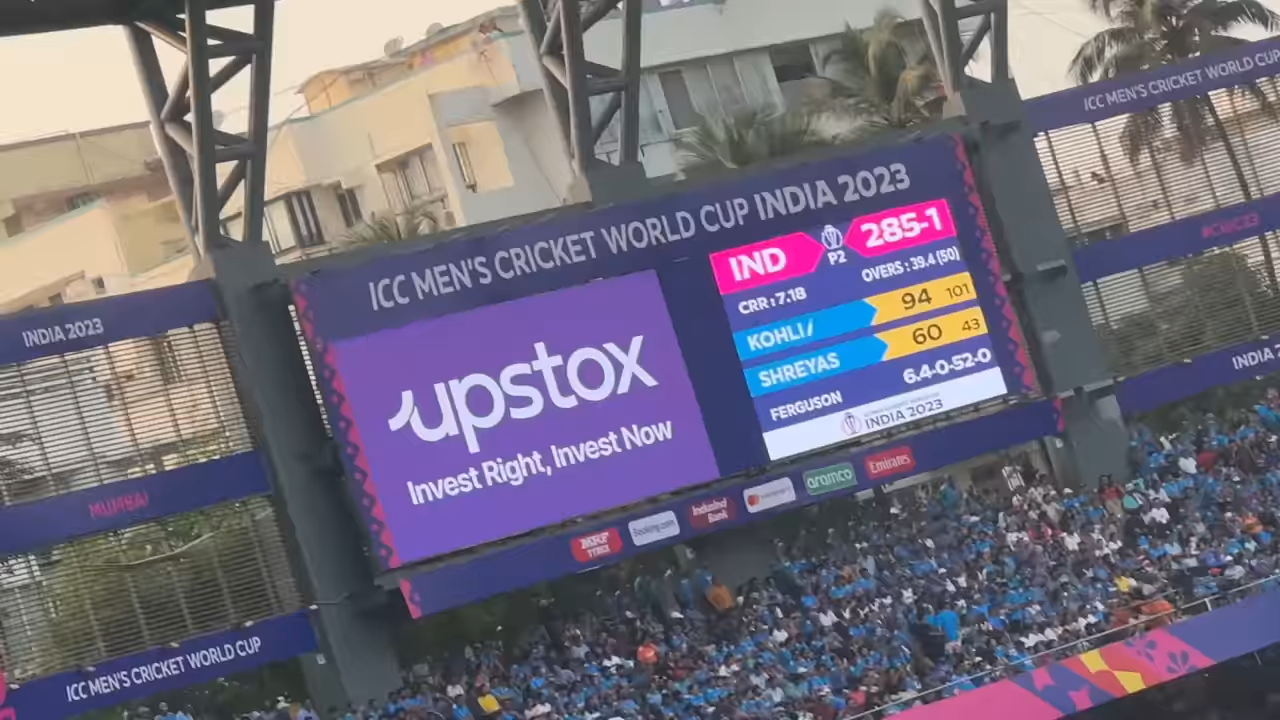 ICC MEN'S CRICKET WORLD CUP
ICC MEN'S CRICKET WORLD CUP INDIA 2023
IND P2 285-1
CRR : 7.18 OVERS : 39.4 (50)
KOHLI / 94 101
SHREYAS 60 43
FERGUSON 6.4-0-52-0
INDIA 2023
upstox
Invest Right, Invest Now
MRF TYRES
Booking.com
IndusInd Bank
aramco
Emirates
INDIA 2023
MUMBAI
ICC MEN'S CRICKET WORLD CUP
#CWC23
INDIA